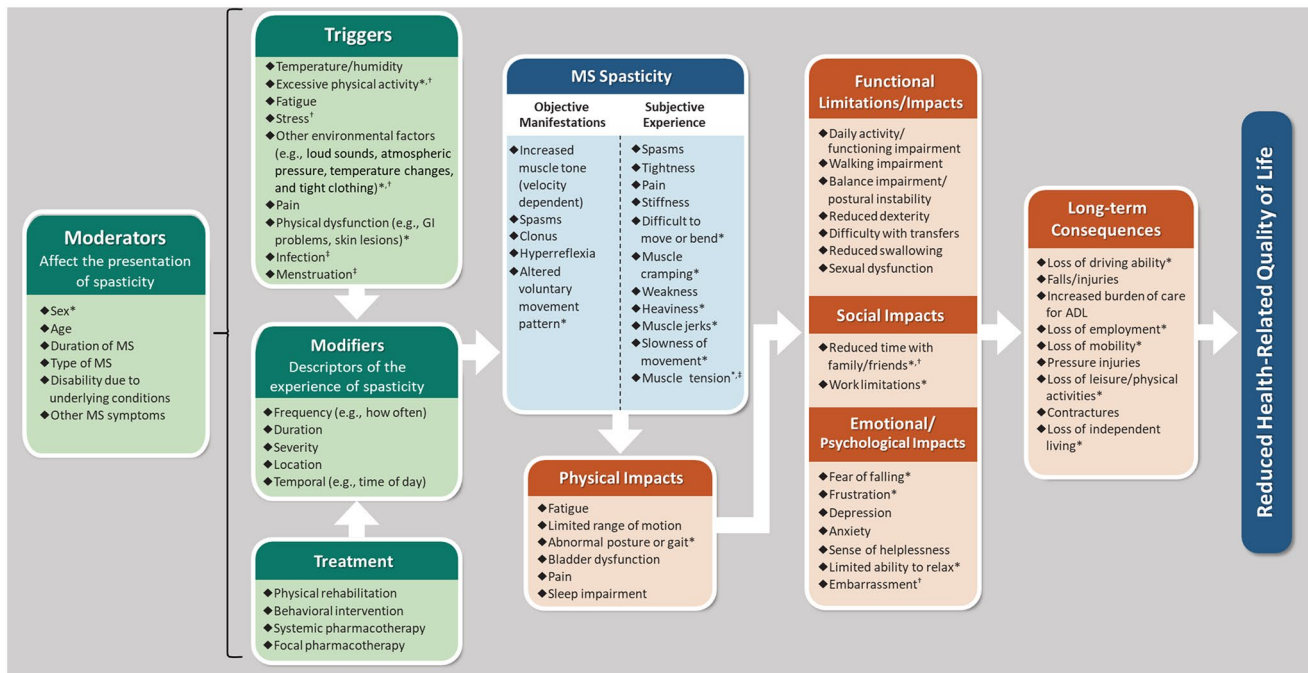 Moderators
Affect the presentation
of spasticity
◆Sex*
◆Age
◆Duration of MS
◆Type of MS
◆Disability due to
underlying conditions
◆Other MS symptoms
Triggers
◆Temperature/humidity
◆Excessive physical activity*,†
◆Fatigue
◆Stress†
◆Other environmental factors
(e.g., loud sounds, atmospheric
pressure, temperature changes,
and tight clothing)*,†
◆Pain
◆Physical dysfunction (e.g., GI
problems, skin lesions)*
◆Infection‡
◆Menstruation‡
Modifiers
Descriptors of the
experience of spasticity
◆Frequency (e.g., how often)
◆Duration
◆Severity
◆Location
◆Temporal (e.g., time of day)
Treatment
◆Physical rehabilitation
◆Behavioral intervention
◆Systemic pharmacotherapy
◆Focal pharmacotherapy
MS Spasticity
Objective
Manifestations
◆Increased
muscle tone
(velocity
dependent)
◆Spasms
◆Clonus
◆Hyperreflexia
◆Altered
voluntary
movement
pattern*
Subjective
Experience
◆Spasms
◆Tightness
◆Pain
◆Stiffness
◆Difficult to
move or bend*
◆Muscle
cramping*
◆Weakness
◆Heaviness*
◆Muscle jerks*
◆Slowness of
movement*
◆Muscle tension*,‡
Physical Impacts
◆Fatigue
◆Limited range of motion
◆Abnormal posture or gait*
◆Bladder dysfunction
◆Pain
◆Sleep impairment
Functional
Limitations/Impacts
◆Daily activity/
functioning impairment
◆Walking impairment
◆Balance impairment/
postural instability
◆Reduced dexterity
◆Difficulty with transfers
◆Reduced swallowing
◆Sexual dysfunction
Social Impacts
◆Reduced time with
family/friends*,†
◆Work limitations*
Emotional/
Psychological Impacts
◆Fear of falling*
◆Frustration*
◆Depression
◆Anxiety
◆Sense of helplessness
◆Limited ability to relax*
◆Embarrassment†
Long-term
Consequences
◆Loss of driving ability*
◆Falls/injuries
◆Increased burden of care
for ADL
◆Loss of employment*
◆Loss of mobility*
◆Pressure injuries
◆Loss of leisure/physical
activities*
◆Contractures
◆Loss of independent
living*
Reduced Health-Related Quality of Life